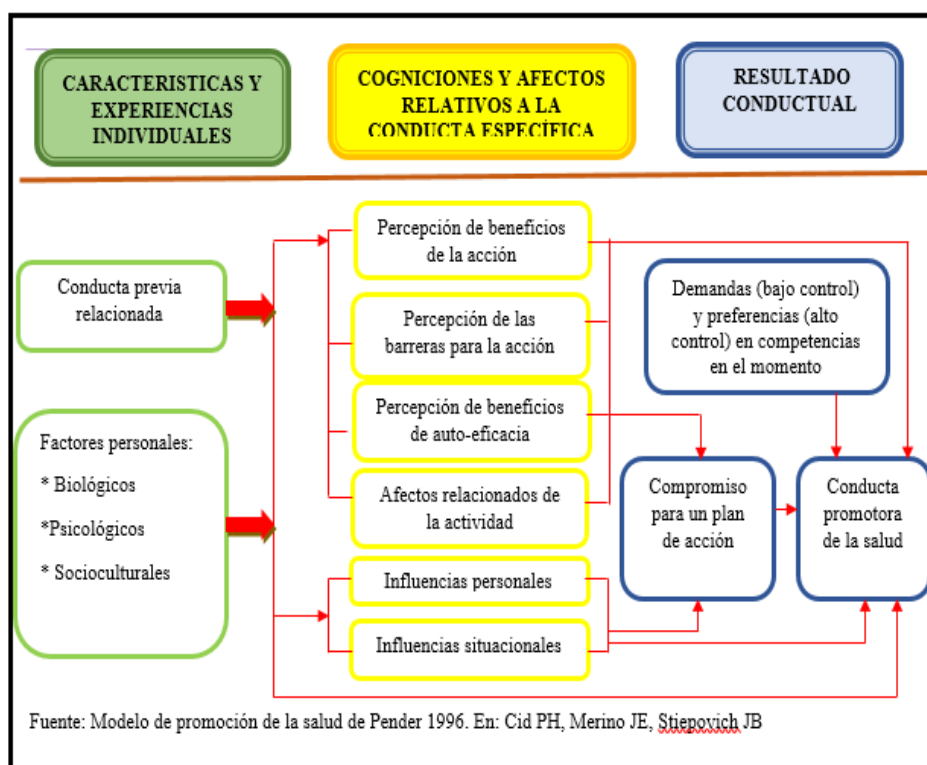 CARACTERISTICAS Y
EXPERIENCIAS
INDIVIDUALES
COGNICIONES Y AFECTOS
RELATIVOS A LA
CONDUCTA ESPECÍFICA
RESULTADO
CONDUCTUAL
Conducta previa
relacionada
Factores personales:
* Biológicos
*Psicológicos
* Socioculturales
Percepción de beneficios
de la acción
Percepción de las
barreras para la acción
Percepción de beneficios
de auto-eficacia
Afectos relacionados de
la actividad
Influencias personales
Influencias situacionales
Demandas (bajo control)
y preferencias (alto
control) en competencias
en el momento
Compromiso
para un plan
de acción
Conducta
promotora
de la salud
Fuente: Modelo de promoción de la salud de Pender 1996. En: Cid PH, Merino JE, Stiepovich JB